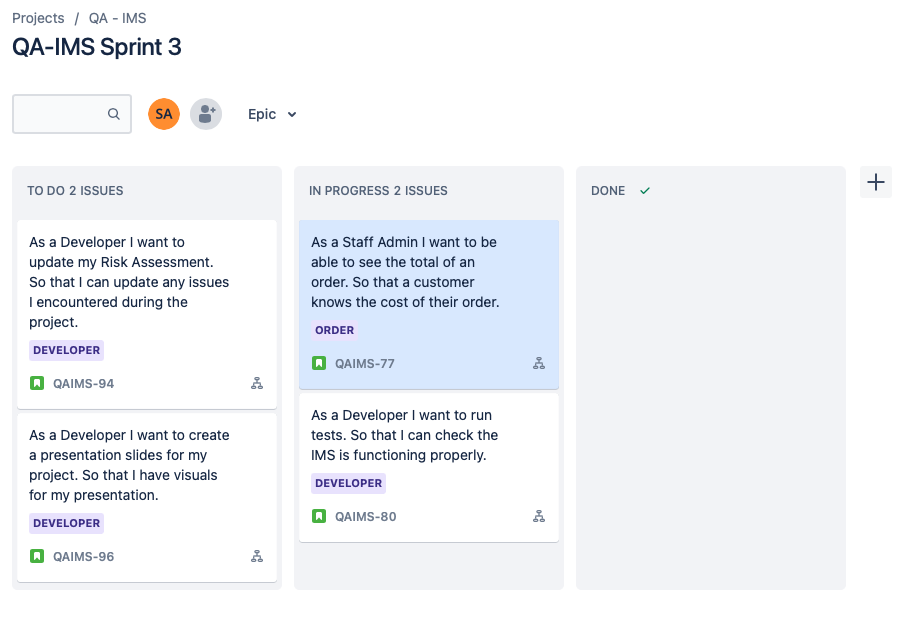 Projects / QA - IMS
QA-IMS Sprint 3
SA
Epic
TO DO 2 ISSUES
As a Developer I want to
update my Risk Assessment.
So that I can update any issues
I encountered during the
project.
DEVELOPER
QAIMS-94
As a Developer I want to create
a presentation slides for my
project. So that I have visuals
for my presentation.
DEVELOPER
QAIMS-96
IN PROGRESS 2 ISSUES
As a Staff Admin I want to be
able to see the total of an
order. So that a customer
knows the cost of their order.
ORDER
QAIMS-77
As a Developer I want to run
tests. So that I can check the
IMS is functioning properly.
DEVELOPER
QAIMS-80
DONE